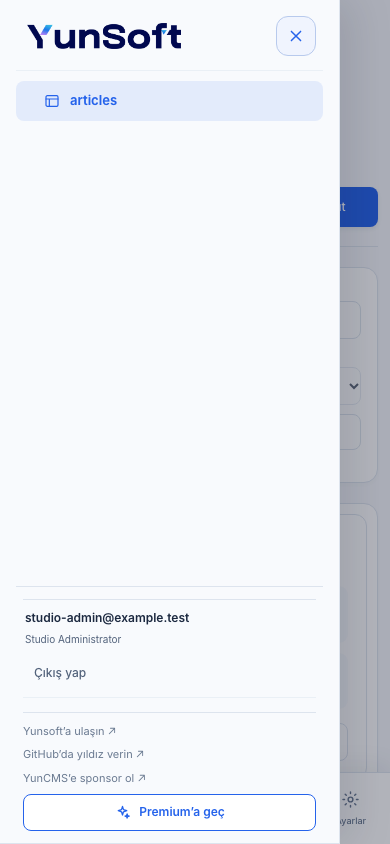 YunSoft
articles
studio-admin@example.test
Studio Administrator
Çıkış yap
Yunsoft’a ulaşın ↗
GitHub’da yıldız verin ↗
YunCMS’e sponsor ol ↗
Premium’a geç